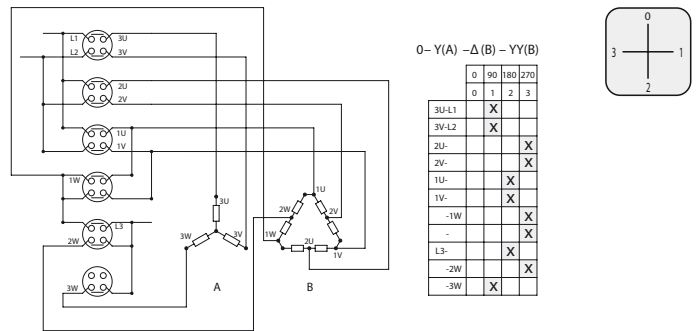 L1 3U
L2 3V
2U
2V
1U
1V
1W
L3
2W
3W
3U
3W 3V
A
1U
2W 2V
1W 2U
1V
B
0– Y(A) –Δ (B) – YY(B)
0 90 180 270
0 1 2 3
3U-L1 X
3V-L2 X
2U- X
2V- X
1U- X
1V- X
-1W X
- X
L3- X
-2W X
-3W X
0
3 1
2